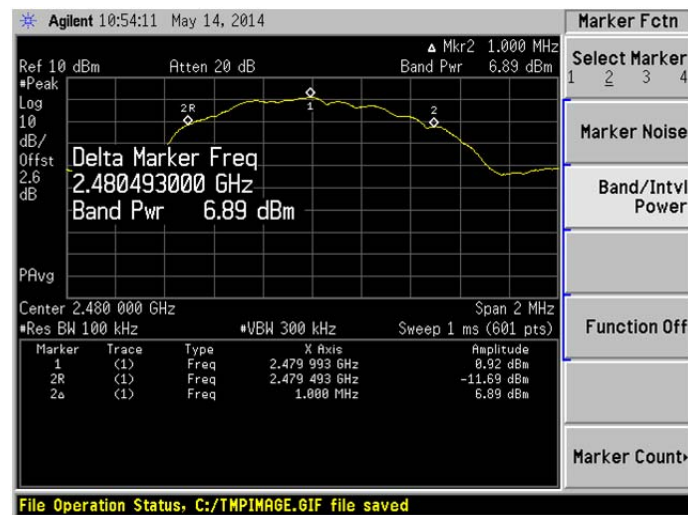 Agilent 10:54:11 May 14, 2014
Marker Fctn
Δ Mkr2 1.000 MHz
Ref 10 dBm Atten 20 dB Band Pwr 6.89 dBm
#Peak
Log
10
dB/
Offst
2.6
dB
2R
1
2
Delta Marker Freq
2.480493000 GHz
Band Pwr 6.89 dBm
PAvg
Center 2.480 000 GHz Span 2 MHz
#Res BW 100 kHz #VBW 300 kHz Sweep 1 ms (601 pts)
Marker Trace Type X Axis Amplitude
1 (1) Freq 2.479 993 GHz 0.92 dBm
2R (1) Freq 2.479 493 GHz -11.69 dBm
2Δ (1) Freq 1.000 MHz 6.89 dBm
Select Marker
1 2 3 4
Marker Noise
Band/Intvl
Power
Function Off
Marker Count▸
File Operation Status, C:/TMPIMAGE.GIF file saved